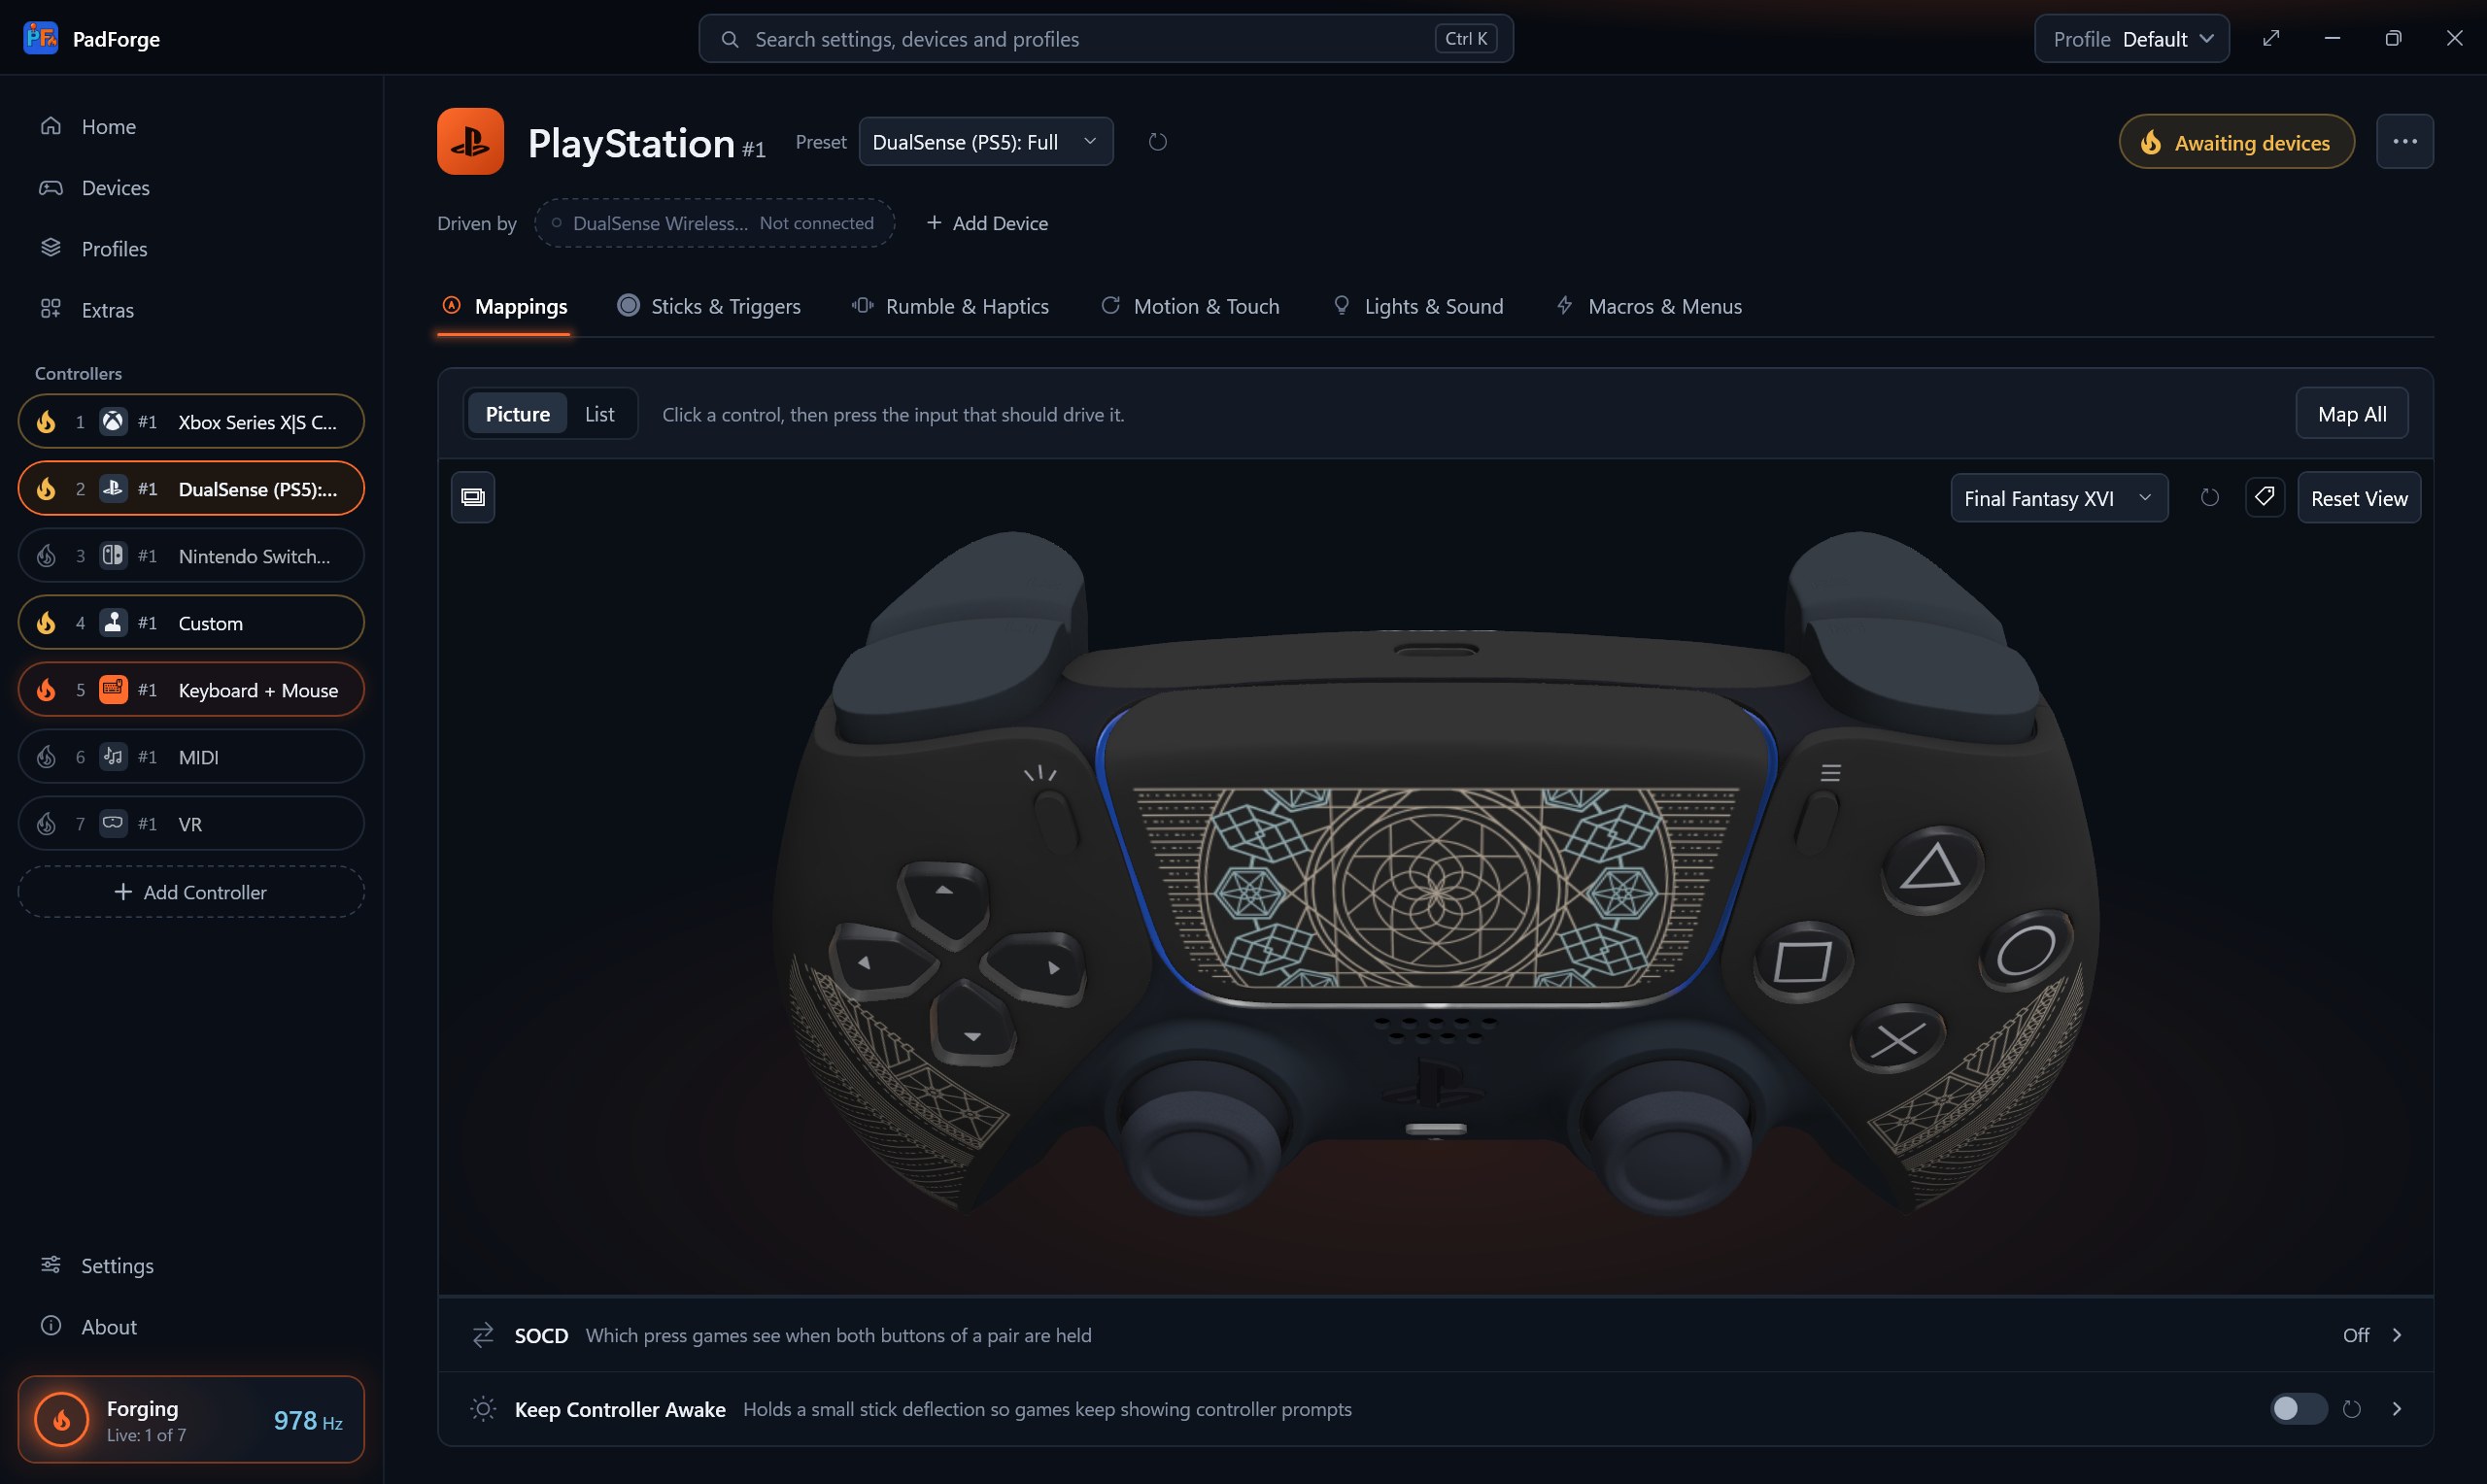 PadForge
Search settings, devices and profiles
Ctrl K
Profile Default
Home
Devices
Profiles
Extras
Controllers
1 #1 Xbox Series X|S C...
2 #1 DualSense (PS5):...
3 #1 Nintendo Switch...
4 #1 Custom
5 #1 Keyboard + Mouse
6 #1 MIDI
7 #1 VR
+ Add Controller
Settings
About
Forging
Live: 1 of 7
978 Hz
PlayStation #1
Preset
DualSense (PS5): Full
Awaiting devices
Driven by
DualSense Wireless... Not connected
+ Add Device
Mappings
Sticks & Triggers
Rumble & Haptics
Motion & Touch
Lights & Sound
Macros & Menus
Picture
List
Click a control, then press the input that should drive it.
Map All
Final Fantasy XVI
Reset View
SOCD Which press games see when both buttons of a pair are held
Off
Keep Controller Awake Holds a small stick deflection so games keep showing controller prompts